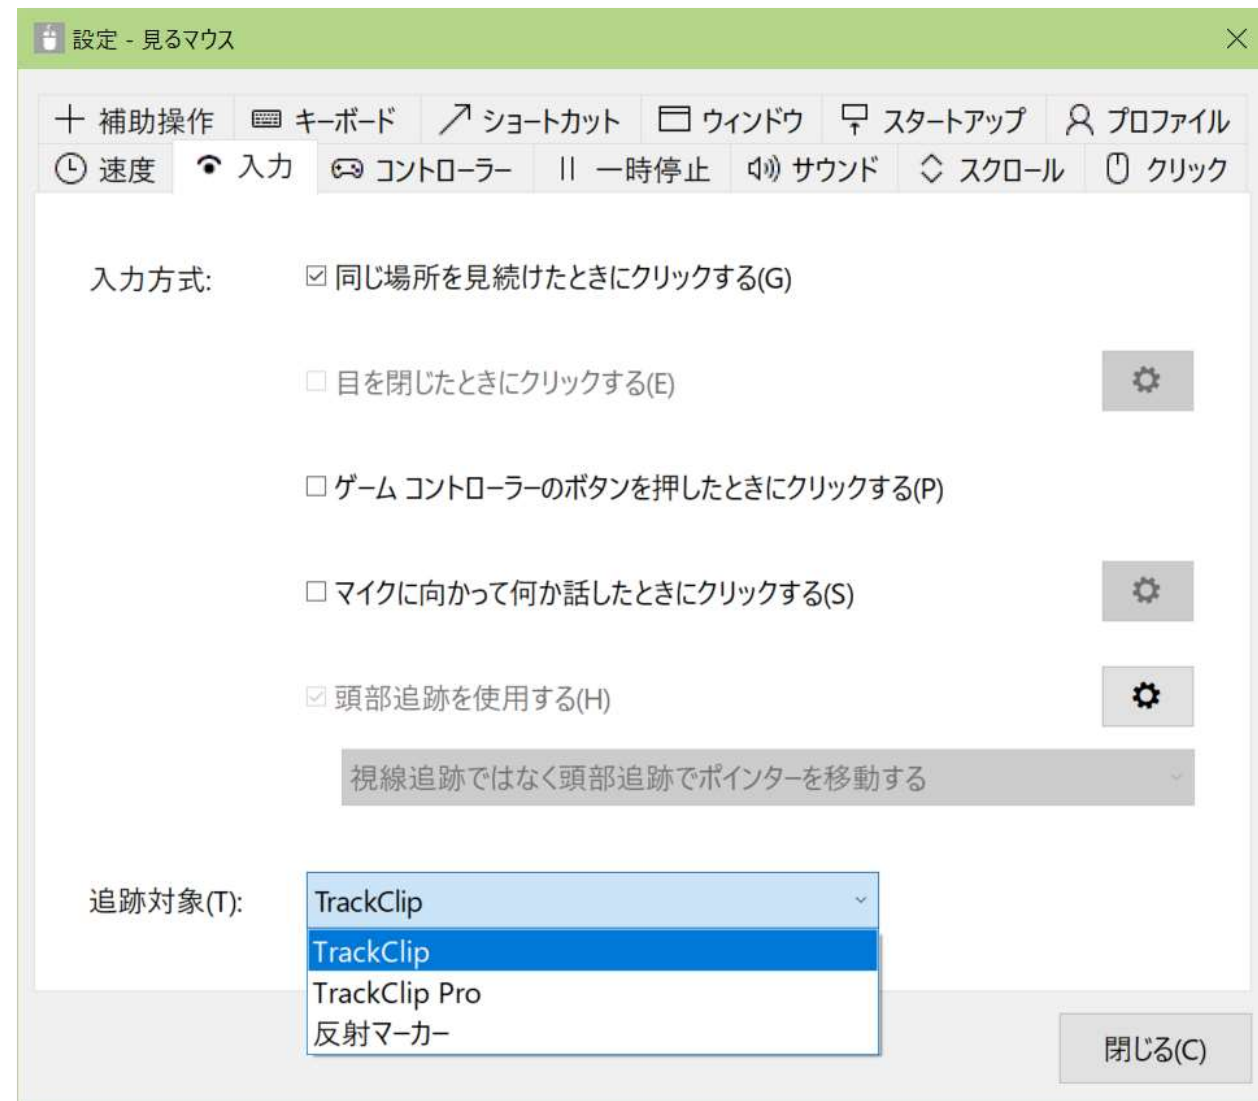 設定 - 見るマウス
補助操作 キーボード ショートカット ウィンドウ スタートアップ プロファイル
速度 入力 コントローラー 一時停止 サウンド スクロール クリック
入力方式: 同じ場所を見続けたときにクリックする(G)
目を閉じたときにクリックする(E)
ゲーム コントローラーのボタンを押したときにクリックする(P)
マイクに向かって何か話したときにクリックする(S)
頭部追跡を使用する(H)
視線追跡ではなく頭部追跡でポインターを移動する
追跡対象(T): TrackClip
TrackClip
TrackClip Pro
反射マーカー
閉じる(C)